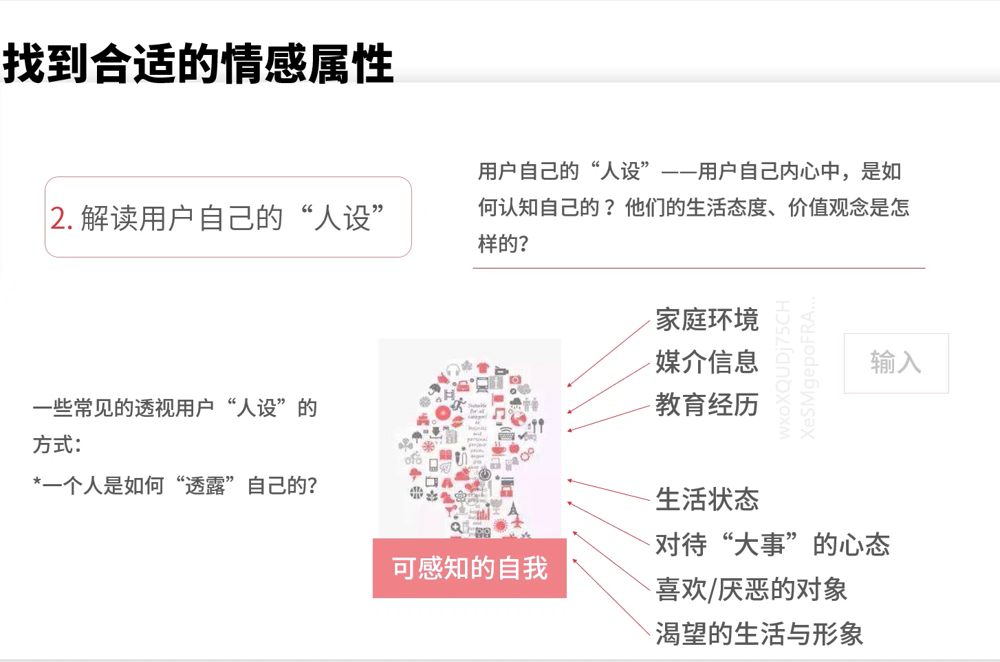 找到合适的情感属性
2. 解读用户自己的“人设”
用户自己的“人设”——用户自己内心中，是如
何认知自己的？他们的生活态度、价值观念是怎
样的？
一些常见的透视用户“人设”的
方式：
*一个人是如何“透露”自己的？
可感知的自我
家庭环境
媒介信息
教育经历
输入
wxoXQUDj75CH
XeSMgepoFRA...
生活状态
对待“大事”的心态
喜欢/厌恶的对象
渴望的生活与形象